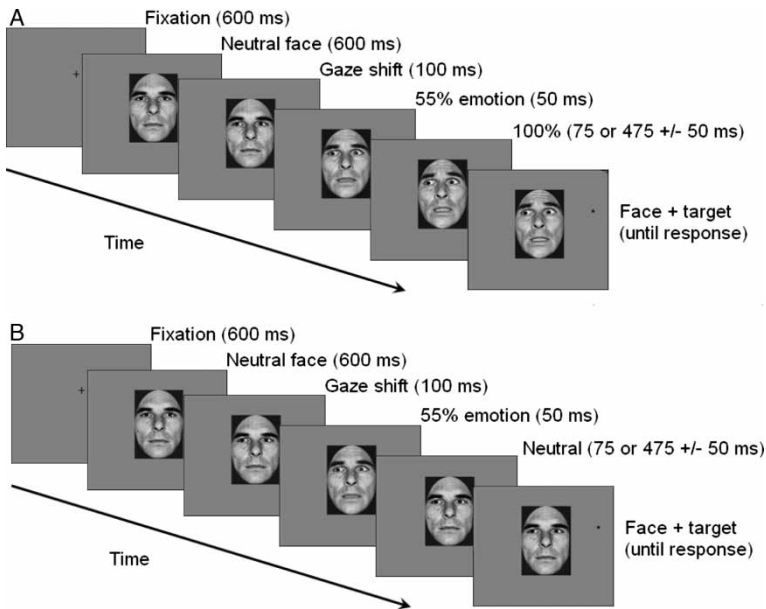 A
Fixation (600 ms)
Neutral face (600 ms)
Gaze shift (100 ms)
55% emotion (50 ms)
100% (75 or 475 +/- 50 ms)
Face + target
(until response)
Time
B
Fixation (600 ms)
Neutral face (600 ms)
Gaze shift (100 ms)
55% emotion (50 ms)
Neutral (75 or 475 +/- 50 ms)
Face + target
(until response)
Time